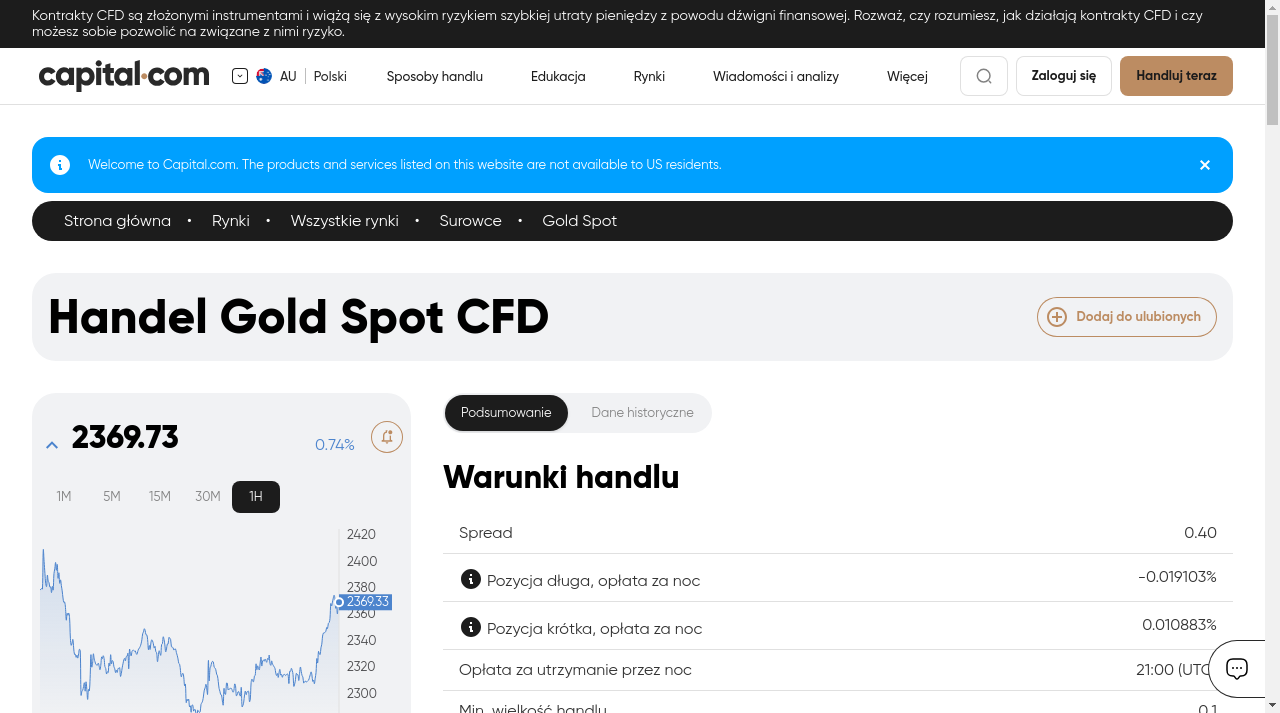 Kontrakty CFD są złożonymi instrumentami i wiążą się z wysokim ryzykiem szybkiej utraty pieniędzy z powodu dźwigni finansowej. Rozważ, czy rozumiesz, jak działają kontrakty CFD i czy
możesz sobie pozwolić na związane z nimi ryzyko.
capital.com
AU
Polski
Sposoby handlu
Edukacja
Rynki
Wiadomości i analizy
Więcej
Zaloguj się
Handluj teraz
Welcome to Capital.com. The products and services listed on this website are not available to US residents.
Strona główna • Rynki • Wszystkie rynki • Surowce • Gold Spot
Handel Gold Spot CFD
Dodaj do ulubionych
2369.73
0.74%
1M 5M 15M 30M 1H
2420
2400
2380
2369.33
2360
2340
2320
2300
Podsumowanie
Dane historyczne
Warunki handlu
Spread 0.40
Pozycja długa, opłata za noc -0.019103%
Pozycja krótka, opłata za noc 0.010883%
Opłata za utrzymanie przez noc 21:00 (UTC
Min. wielkość handlu 0.1